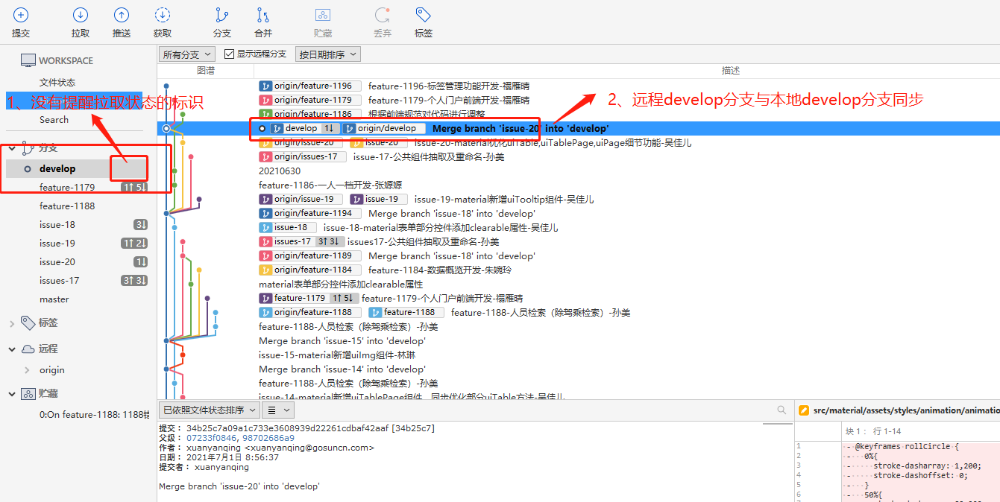 提交
拉取
推送
获取
分支
合并
贮藏
丢弃
标签
WORKSPACE
文件状态
1、没有提醒拉取状态的标识
Search
分支
develop
feature-1179 1↑ 5↓
feature-1188
issue-18 3↓
issue-19 1↑ 2↓
issue-20 1↓
issues-17 3↑ 3↓
master
标签
远程
origin
贮藏
0:On feature-1188: 1188错
所有分支 显示远程分支 按日期排序
图谱 描述
origin/feature-1196 feature-1196-标签管理功能开发-禤雁晴
origin/feature-1179 feature-1179-个人门户前端开发-禤雁晴
origin/feature-1186 根据前端规范对代码进行调整
2、远程develop分支与本地develop分支同步
develop 1↓ origin/develop Merge branch 'issue-20' into 'develop'
origin/issue-20 issue-20 issue-20-material优化uiTable,uiTablePage,uiPage细节功能-吴佳儿
origin/issues-17 issue-17-公共组件抽取及重命名-孙美
20210630
feature-1186-一人一档开发-张嫄嫄
origin/issue-19 issue-19 issue-19-material新增uiTooltip组件-吴佳儿
origin/feature-1194 Merge branch 'issue-18' into 'develop'
issue-18 issue-18-material表单部分控件添加clearable属性-吴佳儿
issues-17 3↑ 3↓ issues17-公共组件抽取及重命名-孙美
origin/feature-1189 Merge branch 'issue-18' into 'develop'
origin/feature-1184 feature-1184-数据概览开发-朱婉玲
material表单部分控件添加clearable属性
feature-1179 1↑ 5↓ feature-1179-个人门户前端开发-禤雁晴
origin/feature-1188 feature-1188 feature-1188-人员检索（除驾乘检索）-孙美
feature-1188-人员检索（除驾乘检索）-孙美
Merge branch 'issue-15' into 'develop'
issue-15-material新增uiImg组件-林琳
Merge branch 'issue-14' into 'develop'
feature-1188-人员检索（除驾乘检索）-孙美
issue-14-material新增uiTablePage组件，同步优化部分uiTable方法-吴佳儿
已依照文件状态排序
提交： 34b25c7a09a1c733e3608939d22261cdbaf42aaf [34b25c7]
父级： 07233f0846, 98702686a9
作者： xuanyanqing <xuanyanqing@gosuncn.com>
日期： 2021年7月1日 8:56:37
提交者： xuanyanqing
Merge branch 'issue-20' into 'develop'
src/material/assets/styles/animation/animatio
块 1： 行 1-14
1 - @keyframes rollCircle {
2 - 0%{
3 - stroke-dasharray: 1,200;
4 - stroke-dashoffset: 0;
5 - }
6 - 50%{